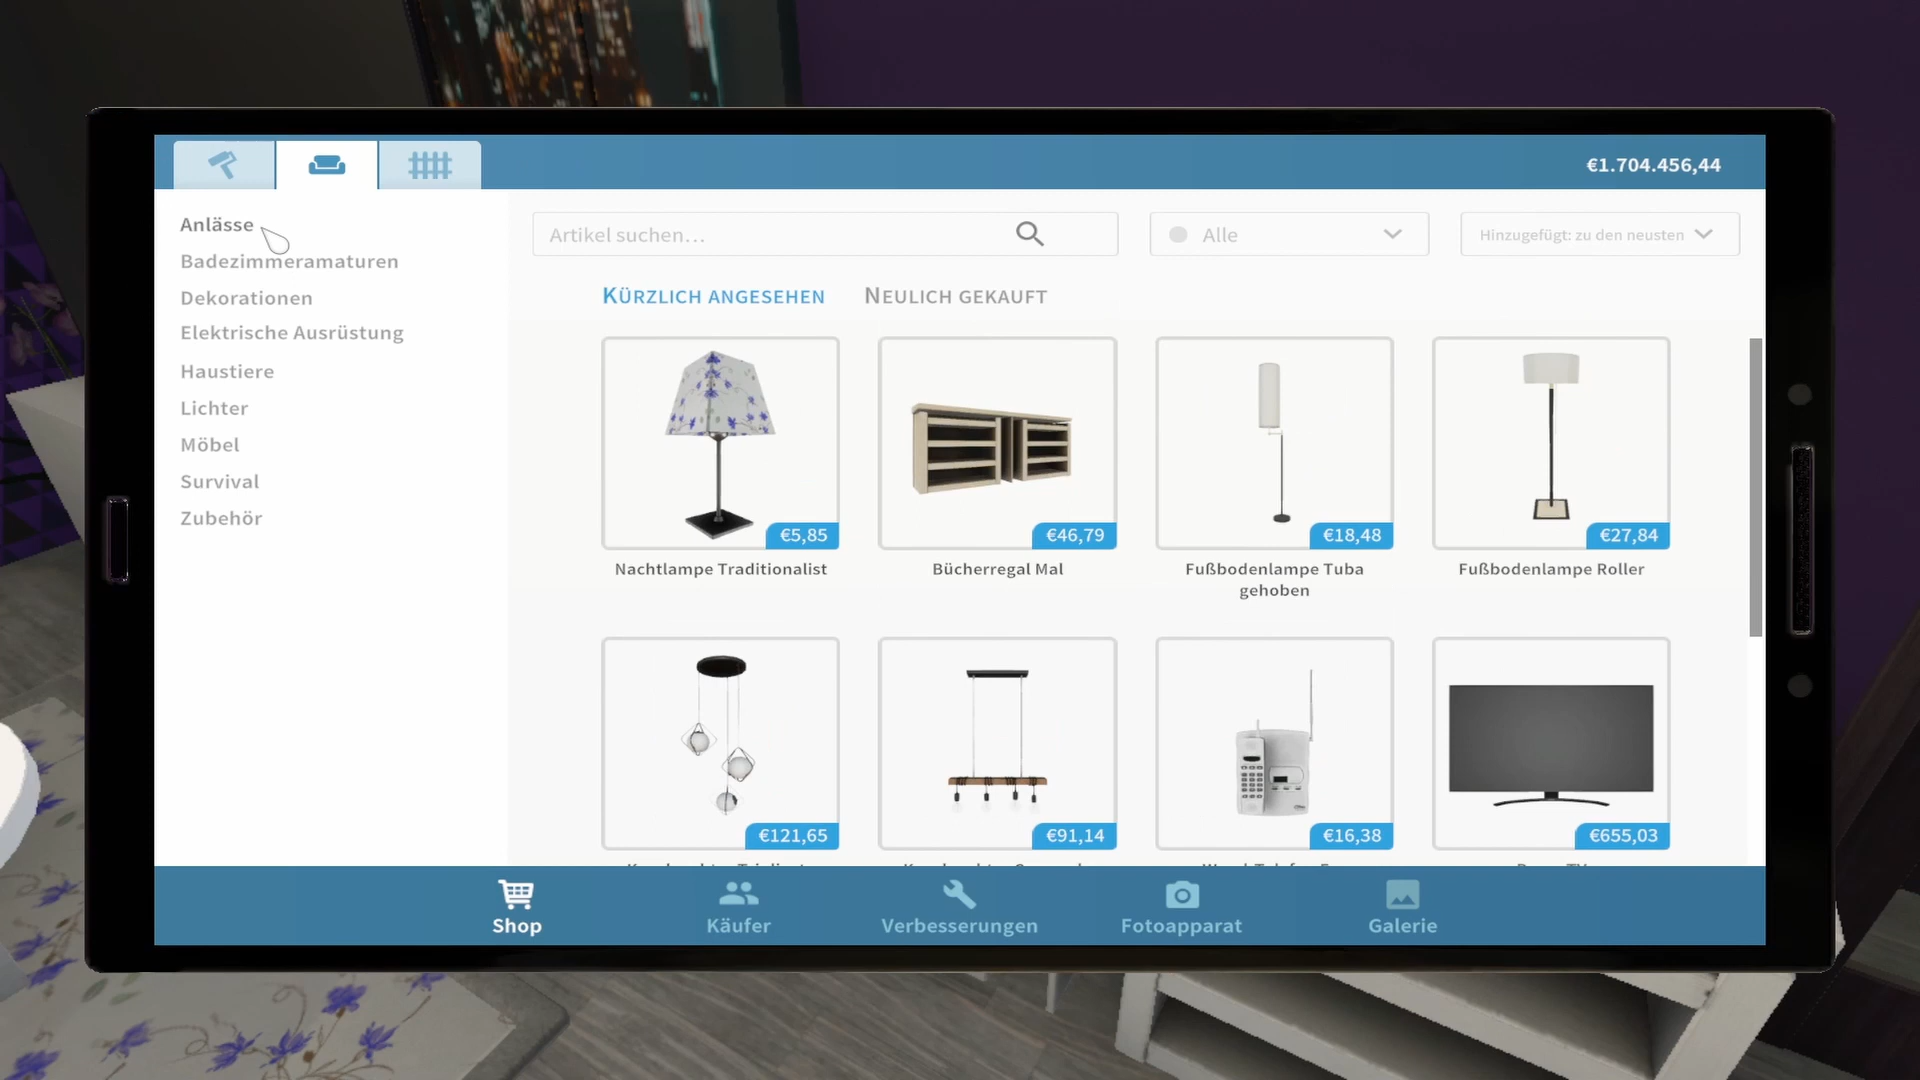 €1.704.456,44
Anlässe
Badezimmeramaturen
Dekorationen
Elektrische Ausrüstung
Haustiere
Lichter
Möbel
Survival
Zubehör
Artikel suchen...
Alle
Hinzugefügt: zu den neusten
KÜRZLICH ANGESEHEN
NEULICH GEKAUFT
€5,85
€46,79
€18,48
€27,84
Nachtlampe Traditionalist
Bücherregal Mal
Fußbodenlampe Tuba
gehoben
Fußbodenlampe Roller
€121,65
€91,14
€16,38
€655,03
Shop
Käufer
Verbesserungen
Fotoapparat
Galerie